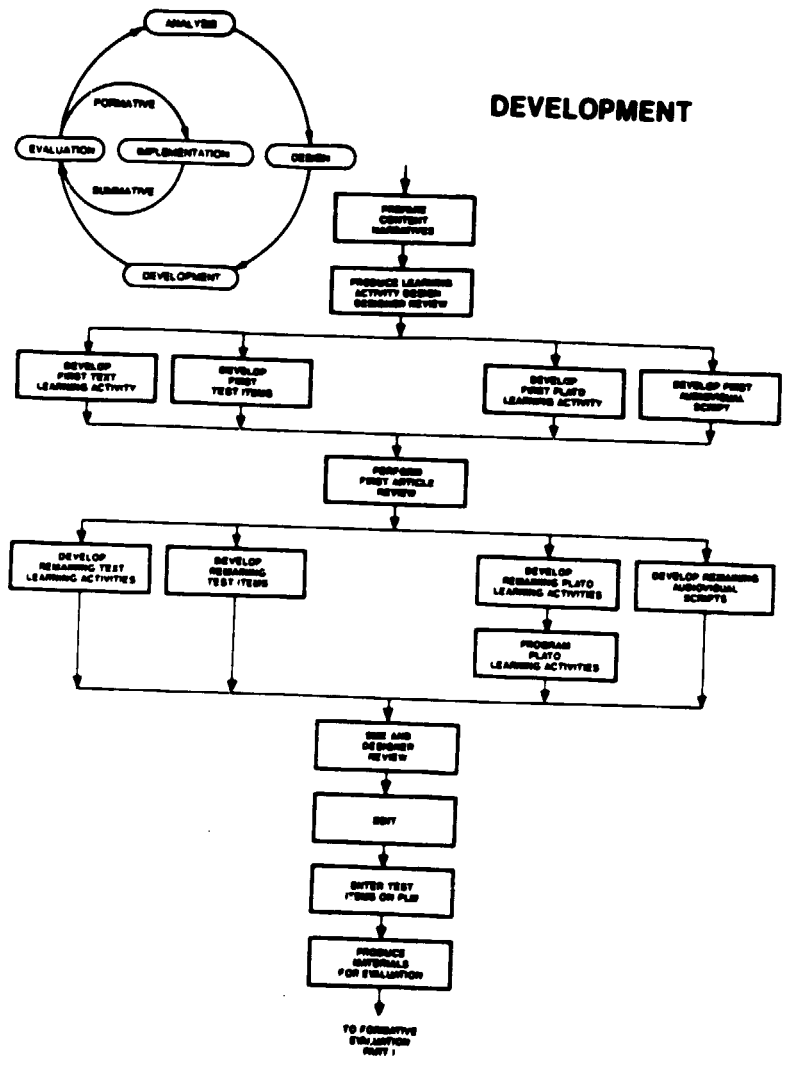 ANALYSIS
DEVELOPMENT
FORMATIVE
EVALUATION
IMPLEMENTATION
DESIGN
SUMMATIVE
DEVELOPMENT
PREPARE
CONTENT
NARRATIVES
PRODUCE LEARNING
ACTIVITY DESIGN
DESIGNER REVIEW
DEVELOP
FIRST TEXT
LEARNING ACTIVITY
DEVELOP
FIRST
TEST ITEMS
DEVELOP
FIRST PLATO
LEARNING ACTIVITY
DEVELOP FIRST
AUDIOVISUAL
SCRIPT
PERFORM
FIRST ARTICLE
REVIEW
DEVELOP
REMAINING TEXT
LEARNING ACTIVITIES
DEVELOP
REMAINING
TEST ITEMS
DEVELOP
REMAINING PLATO
LEARNING ACTIVITIES
DEVELOP REMAINING
AUDIOVISUAL
SCRIPTS
PROGRAM
PLATO
LEARNING ACTIVITIES
SME AND
DESIGNER
REVIEW
EDIT
ENTER TEST
ITEMS ON
PRODUCE
MATERIALS
FOR EVALUATION
TO FORMATIVE
EVALUATION
PART I